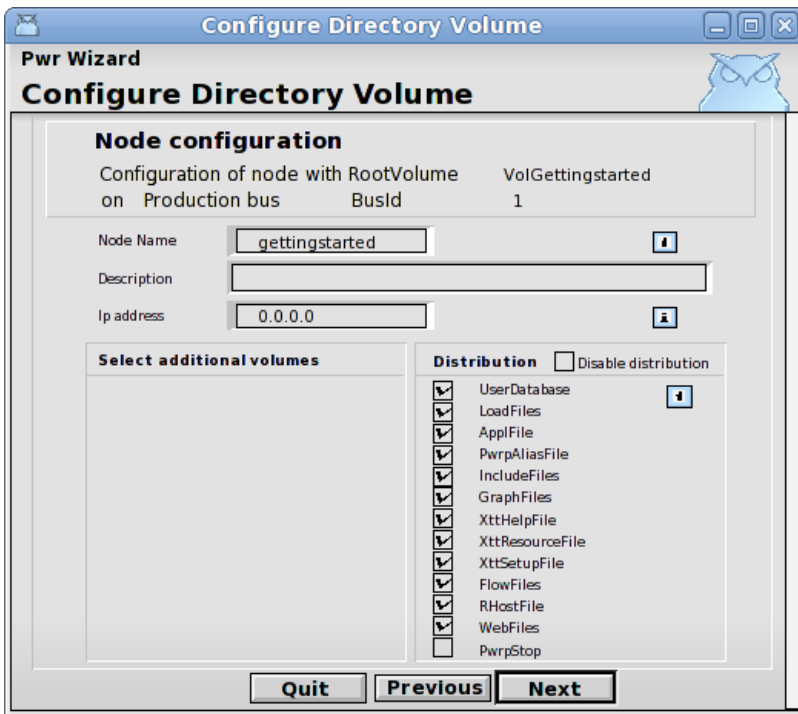 Configure Directory Volume
Pwr Wizard
Configure Directory Volume
Node configuration
Configuration of node with RootVolume VolGettingstarted
on Production bus BusId 1
Node Name gettingstarted i
Description
Ip address 0.0.0.0 i
Select additional volumes
Distribution Disable distribution
UserDatabase i
LoadFiles
ApplFile
PwrpAliasFile
IncludeFiles
GraphFiles
XttHelpFile
XttResourceFile
XttSetupFile
FlowFiles
RHostFile
WebFiles
PwrpStop
Quit Previous Next